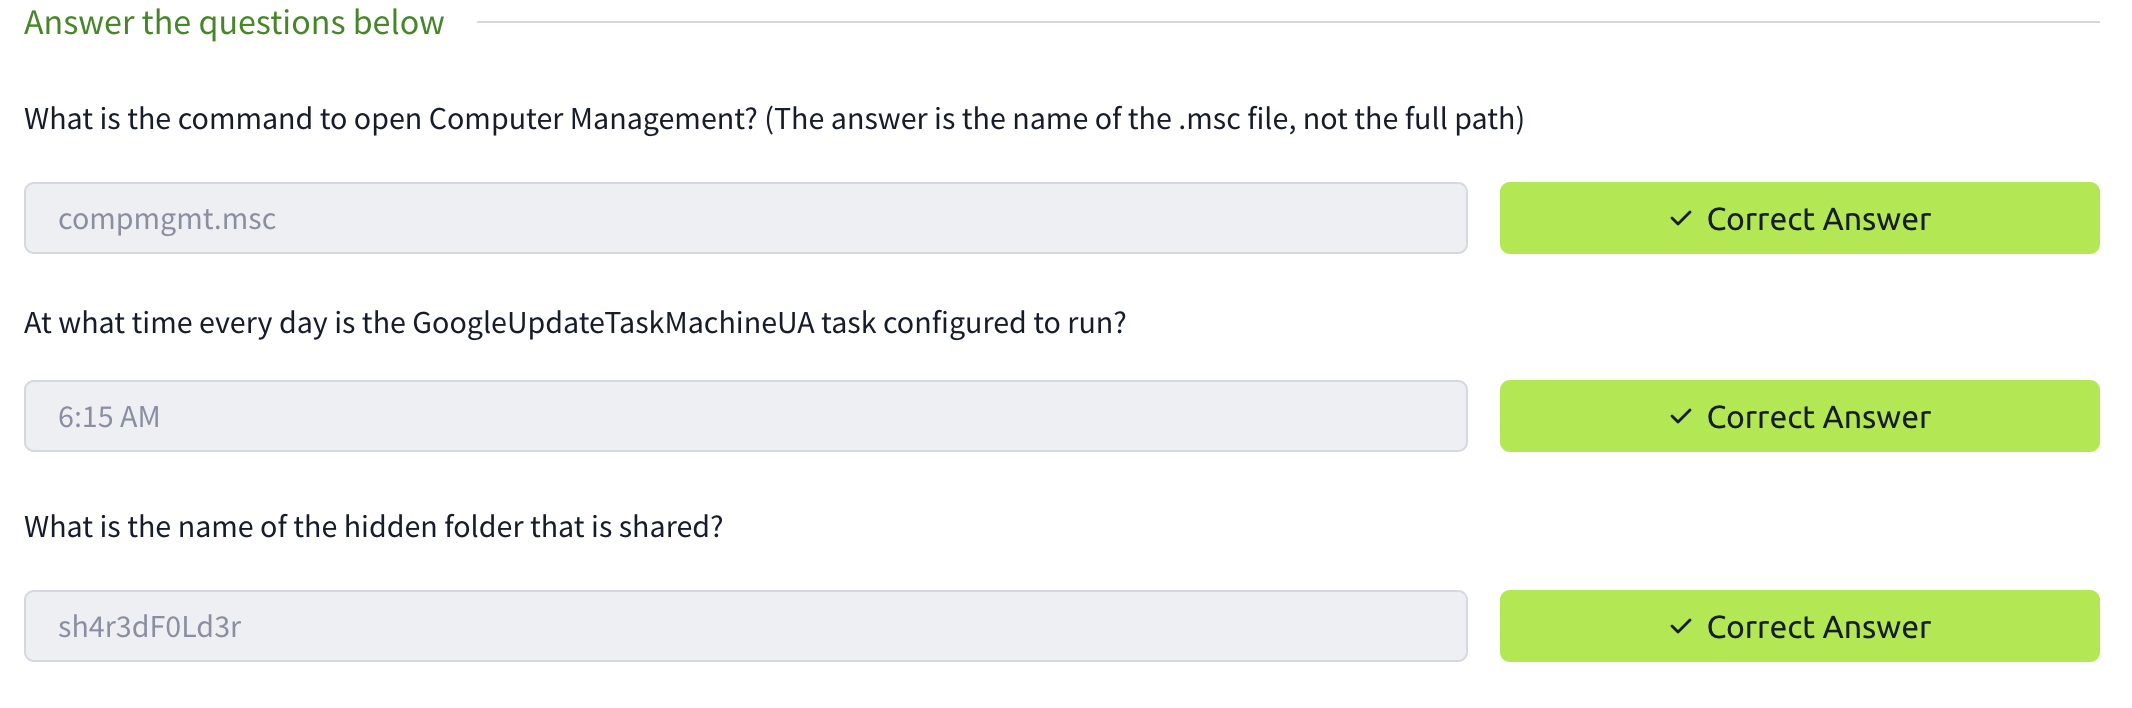 Answer the questions below
What is the command to open Computer Management? (The answer is the name of the .msc file, not the full path)
compmgmt.msc
✓ Correct Answer
At what time every day is the GoogleUpdateTaskMachineUA task configured to run?
6:15 AM
✓ Correct Answer
What is the name of the hidden folder that is shared?
sh4r3dF0Ld3r
✓ Correct Answer